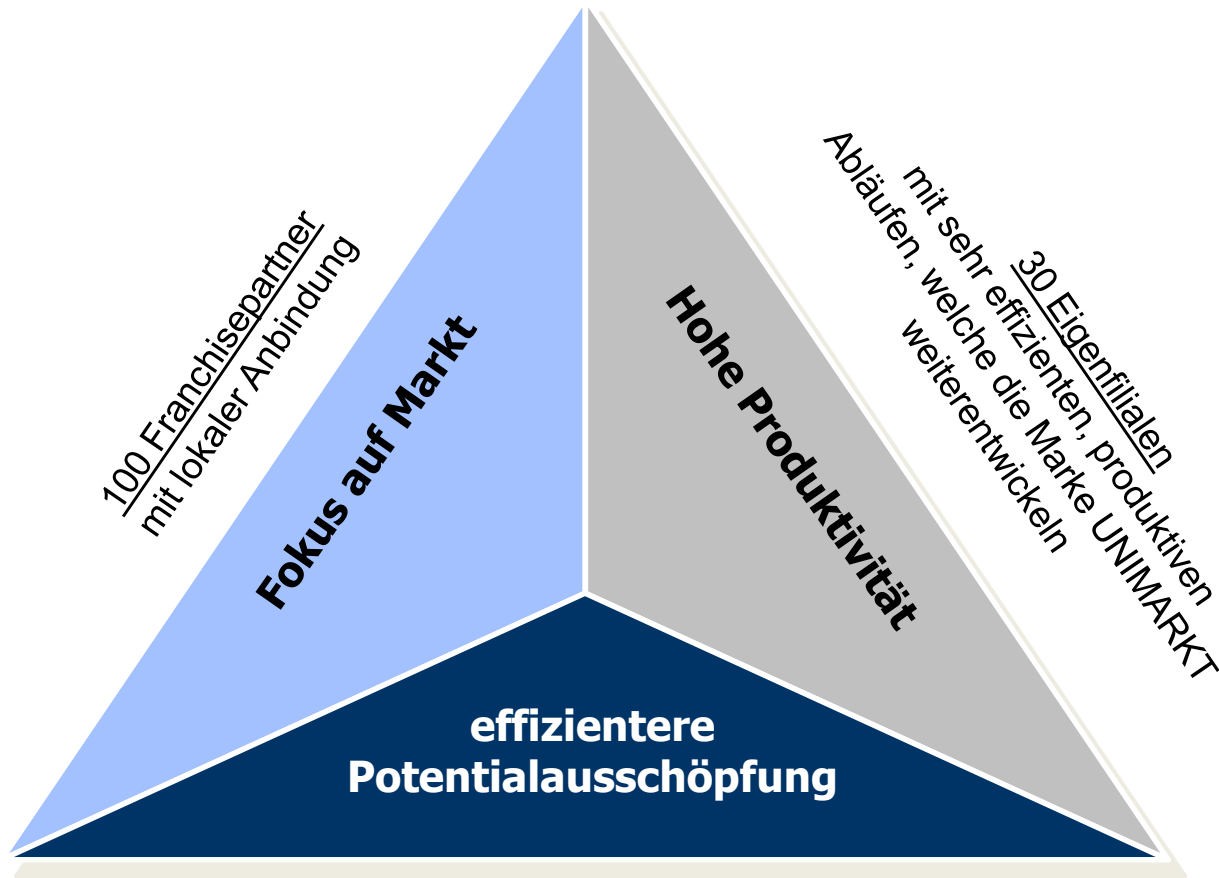 100 Franchisepartner
mit lokaler Anbindung
Fokus auf Markt
Hohe Produktivität
30 Eigenfilialen
mit sehr effizienten, produktiven
Abläufen, welche die Marke UNIMARKT
weiterentwickeln
effizientere
Potentialausschöpfung